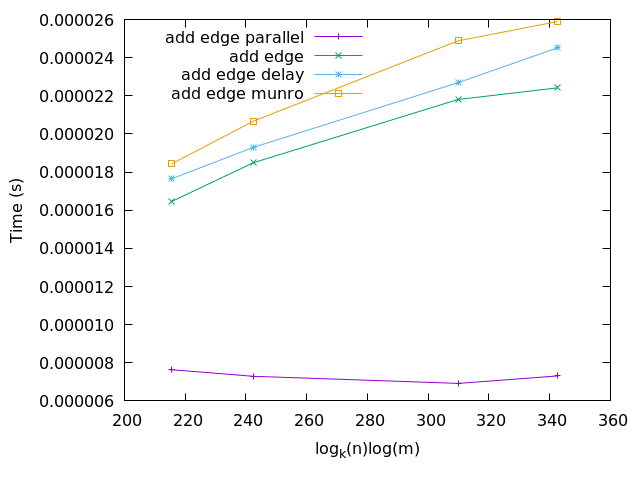 0.000026
0.000024
0.000022
0.000020
0.000018
0.000016
0.000014
0.000012
0.000010
0.000008
0.000006
200 220 240 260 280 300 320 340 360
Time (s)
logk(n)log(m)
add edge parallel
add edge
add edge delay
add edge munro